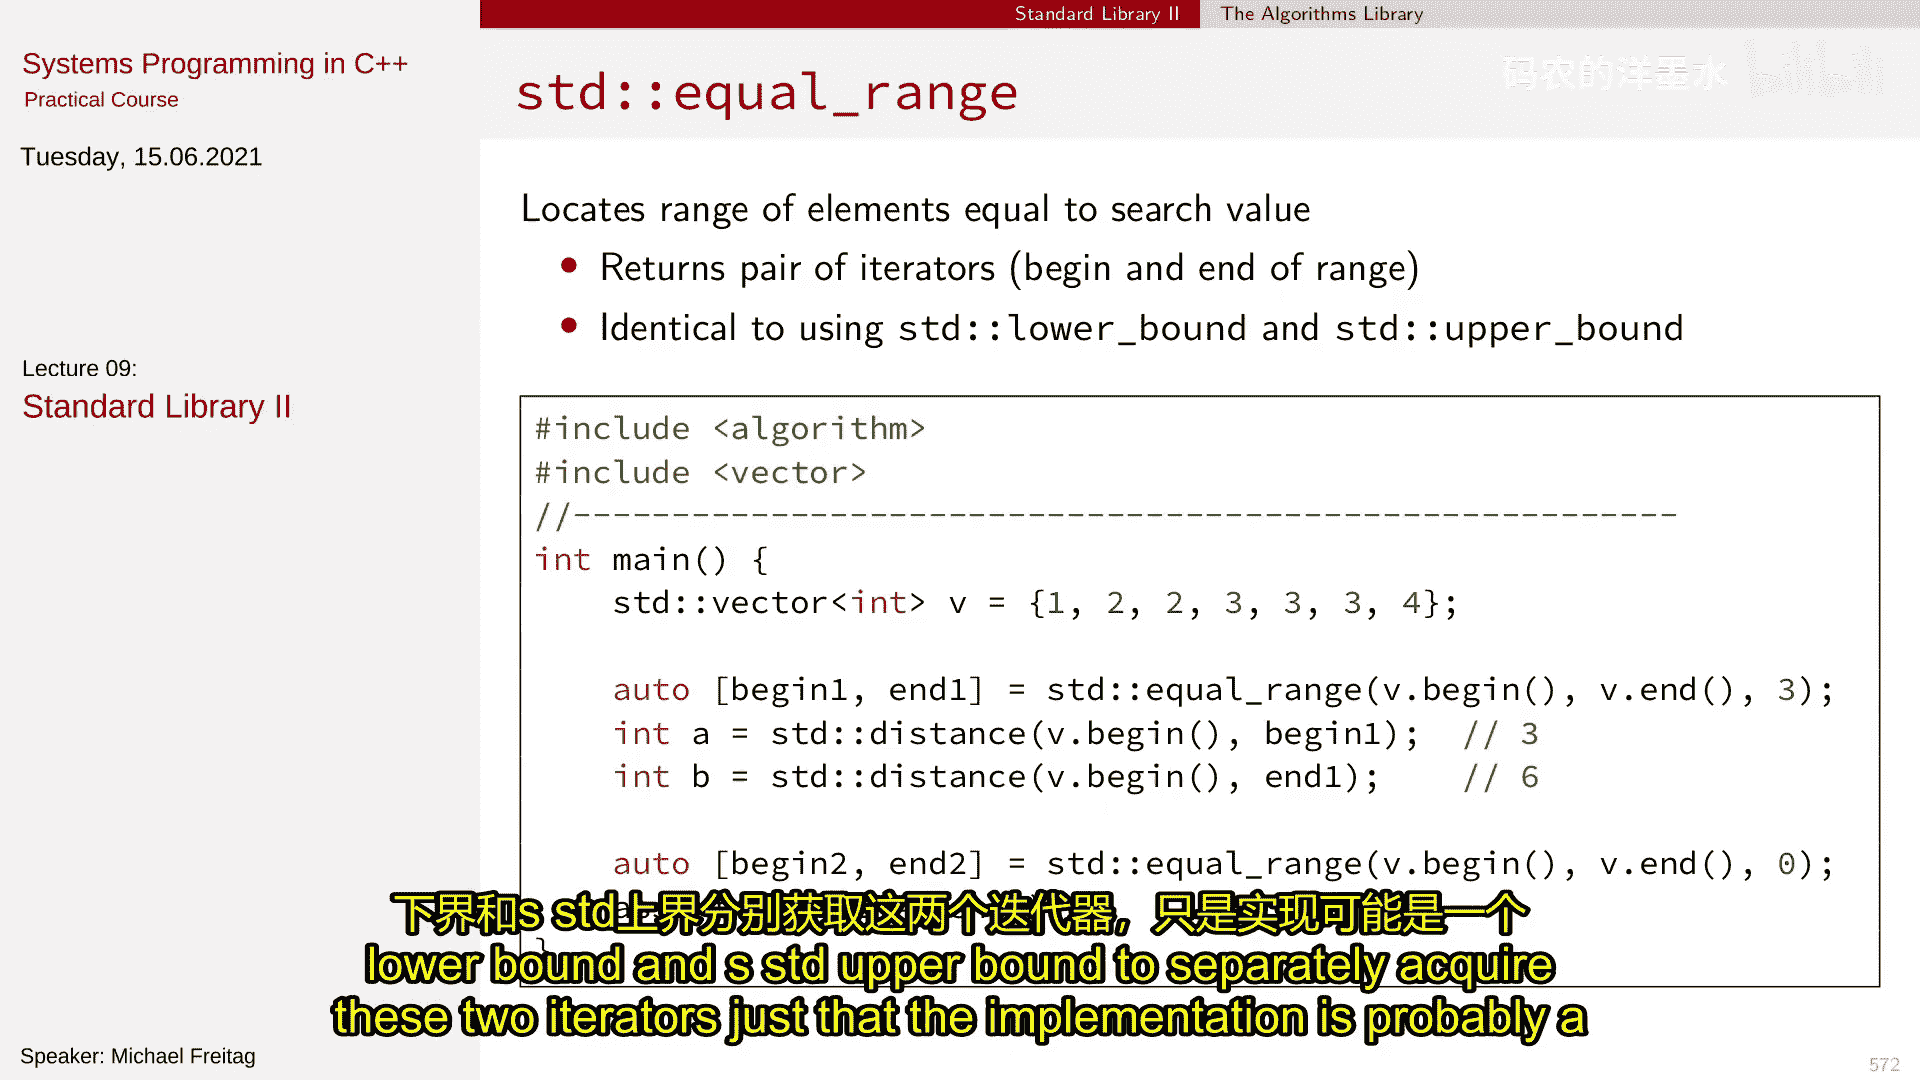 Standard Library II
The Algorithms Library
Systems Programming in C++
Practical Course
Tuesday, 15.06.2021
Lecture 09:
Standard Library II
码农的洋墨水 bilibili
std::equal_range
Locates range of elements equal to search value
• Returns pair of iterators (begin and end of range)
• Identical to using std::lower_bound and std::upper_bound
#include <algorithm>
#include <vector>
//--------------------------------------------------------
int main() {
std::vector<int> v = {1, 2, 2, 3, 3, 3, 4};
auto [begin1, end1] = std::equal_range(v.begin(), v.end(), 3);
int a = std::distance(v.begin(), begin1); // 3
int b = std::distance(v.begin(), end1); // 6
auto [begin2, end2] = std::equal_range(v.begin(), v.end(), 0);
}
下界和s std上界分别获取这两个迭代器，只是实现可能是一个
lower bound and s std upper bound to separately acquire
these two iterators just that the implementation is probably a
Speaker: Michael Freitag
572